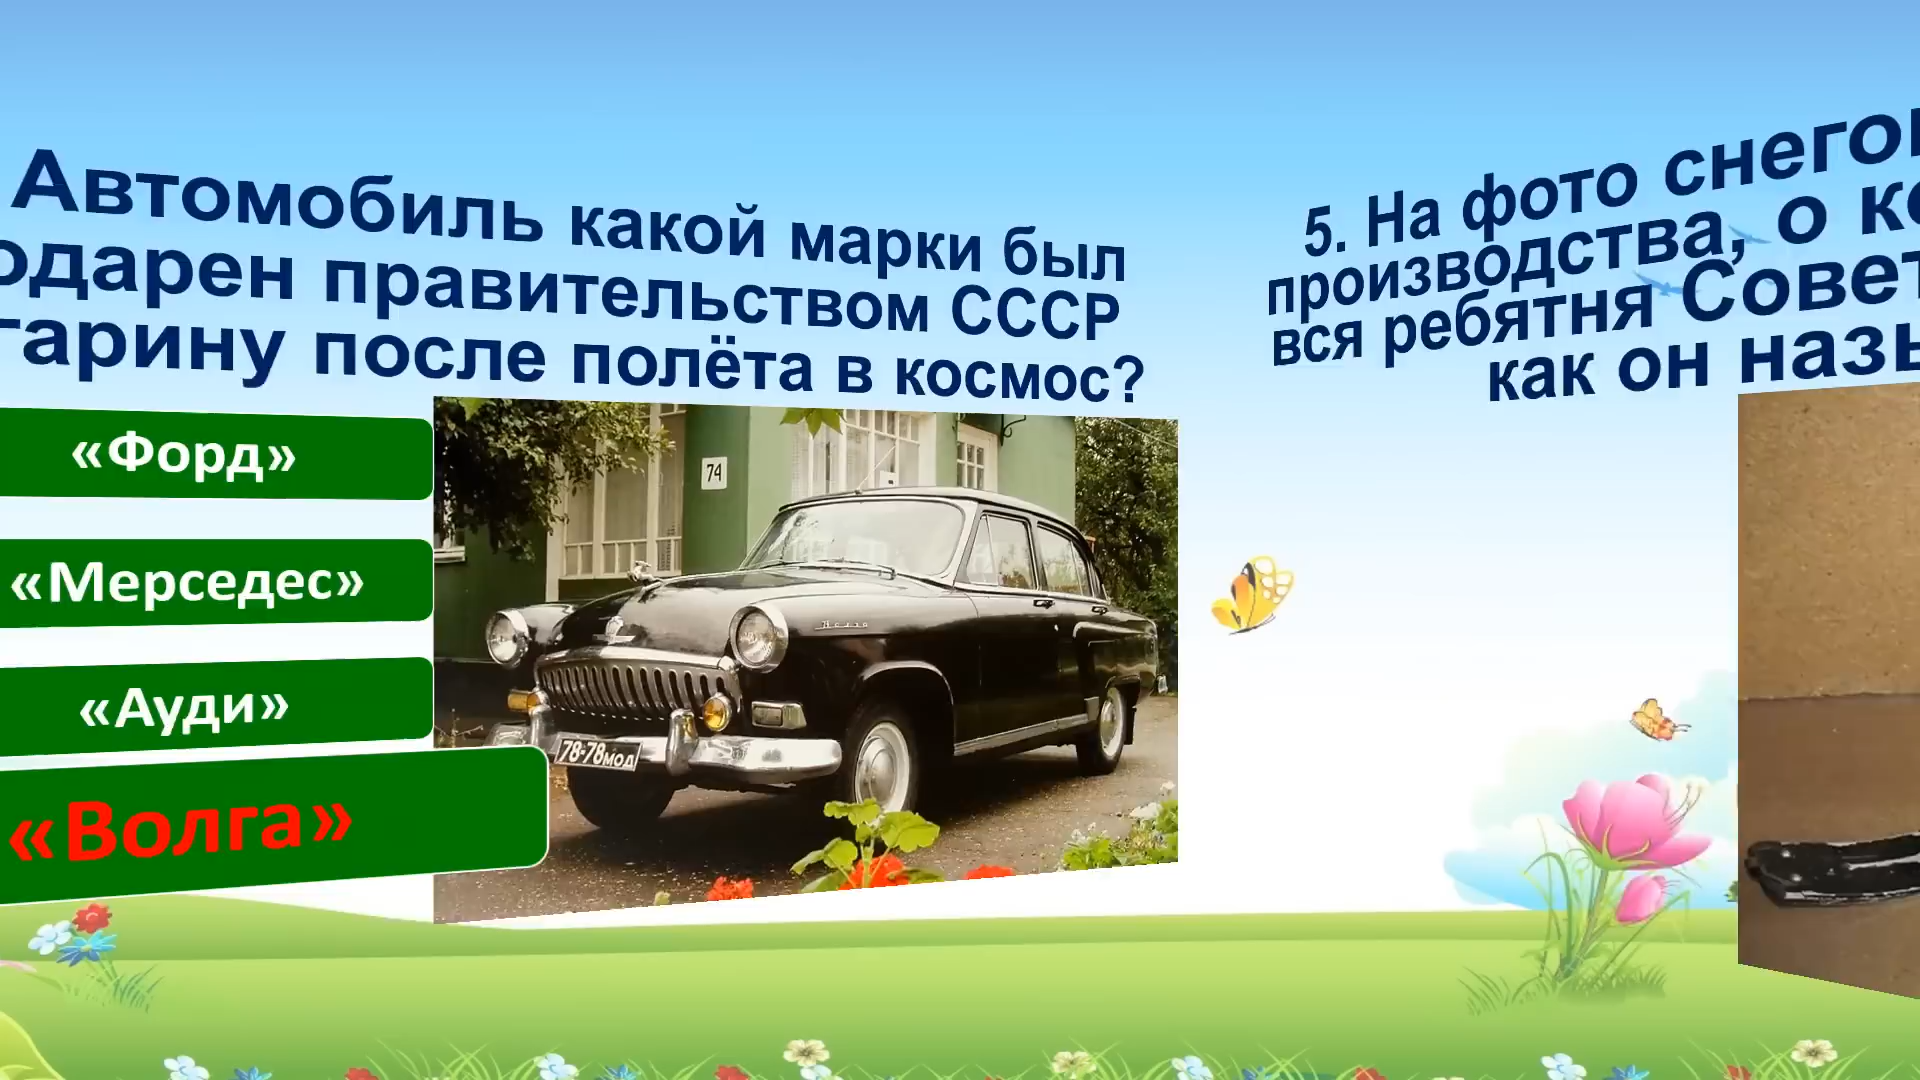 Автомобиль какой марки был
одарен правительством СССР
гарину после полёта в космос?
«Форд»
«Мерседес»
«Ауди»
«Волга»
74
Волга
78-78мод
5. На фото снего
производства, о к
вся ребятня Совет
как он назы